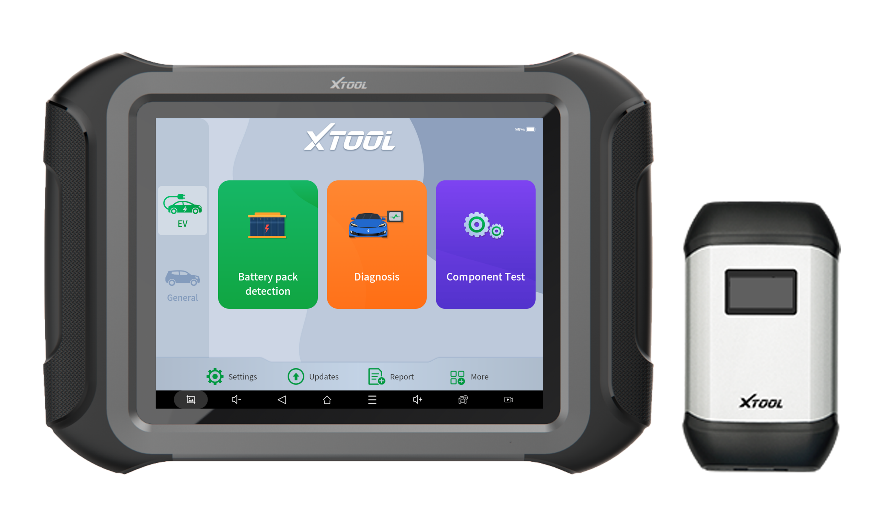 XTOOL
XTOOL
EV
General
Battery pack
detection
Diagnosis
Component Test
Settings
Updates
Report
More
XTOOL